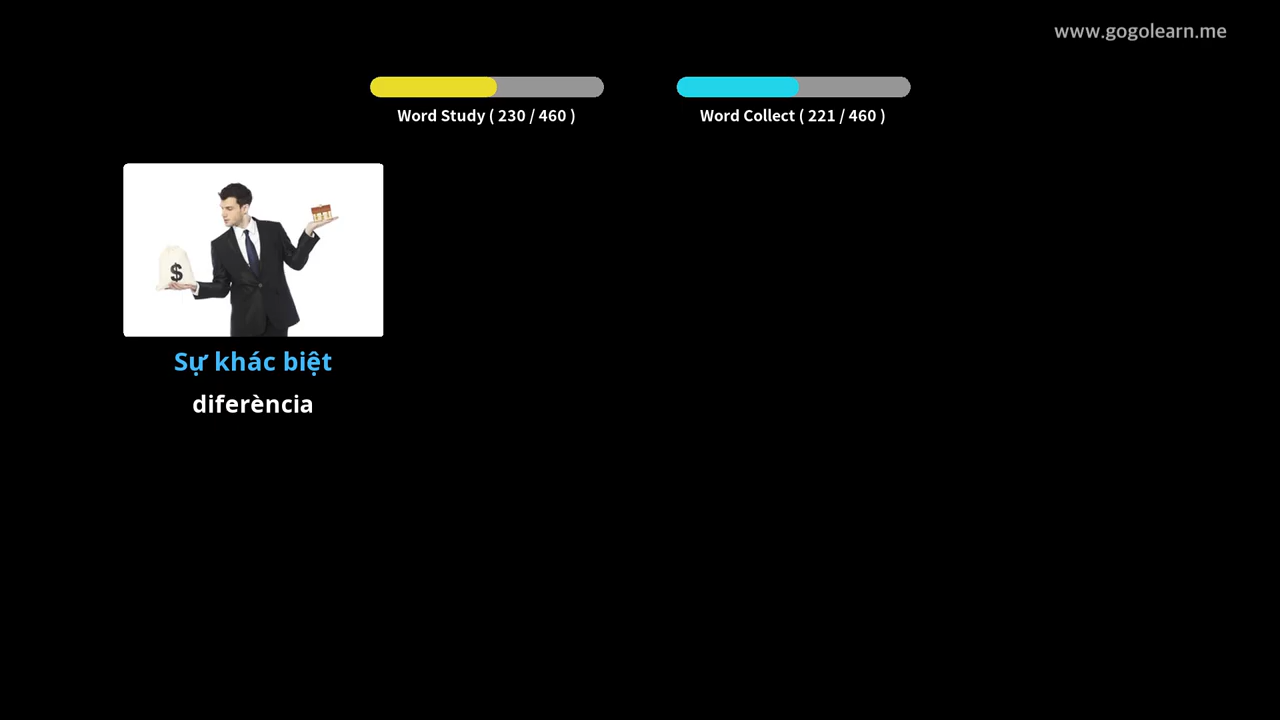 www.gogolearn.me
Word Study ( 230 / 460 )
Word Collect ( 221 / 460 )
$
Sự khác biệt
diferència